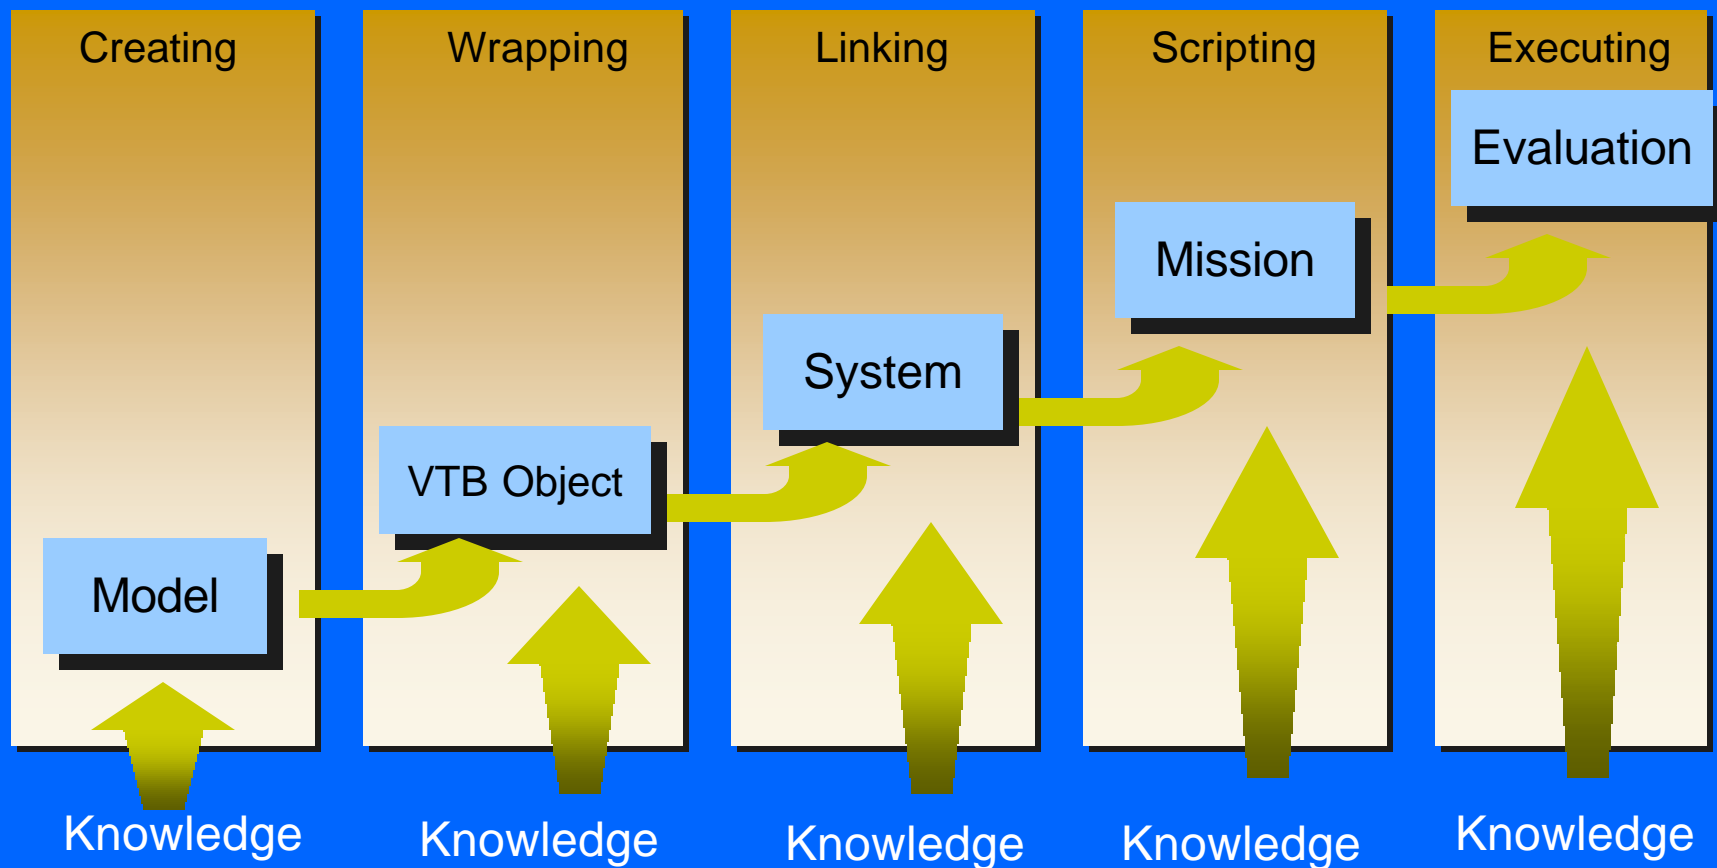 Creating
Wrapping
Linking
Scripting
Executing
Evaluation
Mission
System
VTB Object
Model
Knowledge
Knowledge
Knowledge
Knowledge
Knowledge